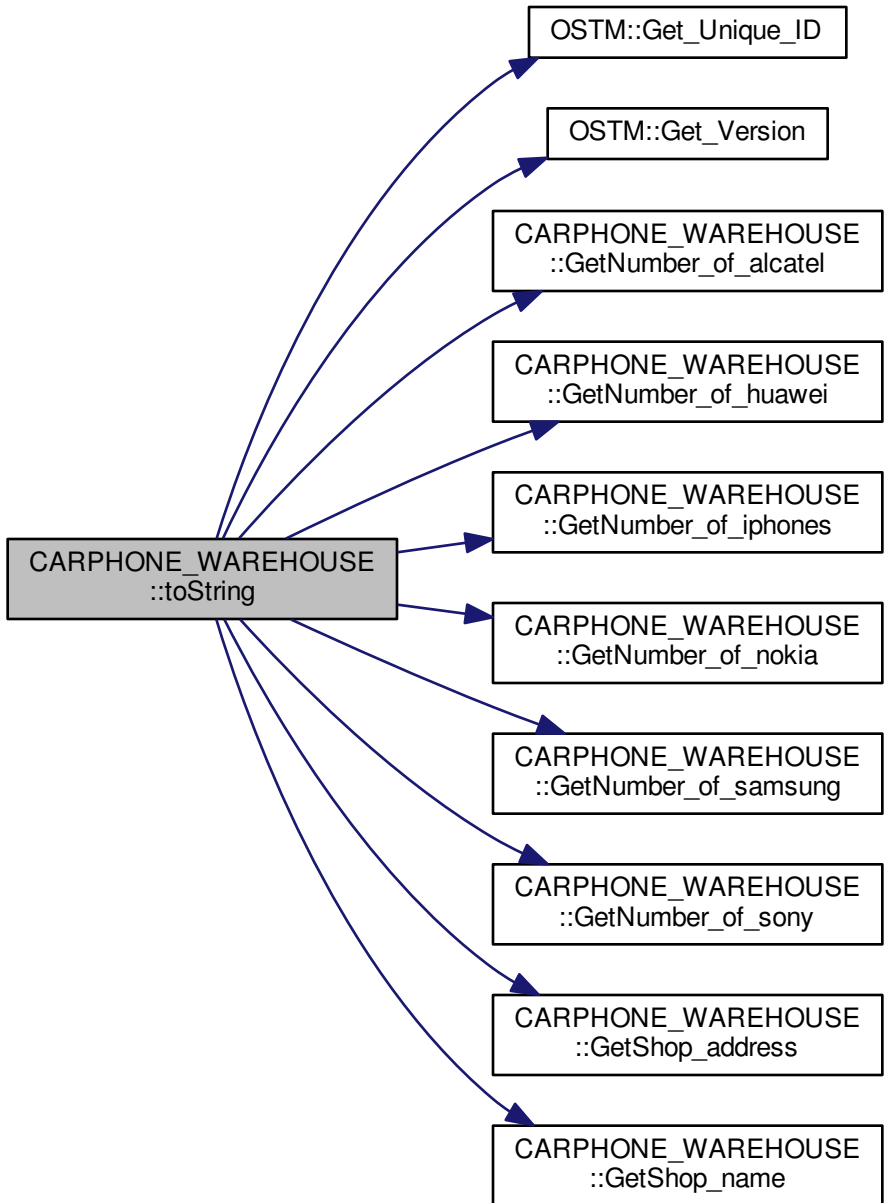 OSTM::Get_Unique_ID
OSTM::Get_Version
CARPHONE_WAREHOUSE
::GetNumber_of_alcatel
CARPHONE_WAREHOUSE
::GetNumber_of_huawei
CARPHONE_WAREHOUSE
::GetNumber_of_iphones
CARPHONE_WAREHOUSE
::toString
CARPHONE_WAREHOUSE
::GetNumber_of_nokia
CARPHONE_WAREHOUSE
::GetNumber_of_samsung
CARPHONE_WAREHOUSE
::GetNumber_of_sony
CARPHONE_WAREHOUSE
::GetShop_address
CARPHONE_WAREHOUSE
::GetShop_name